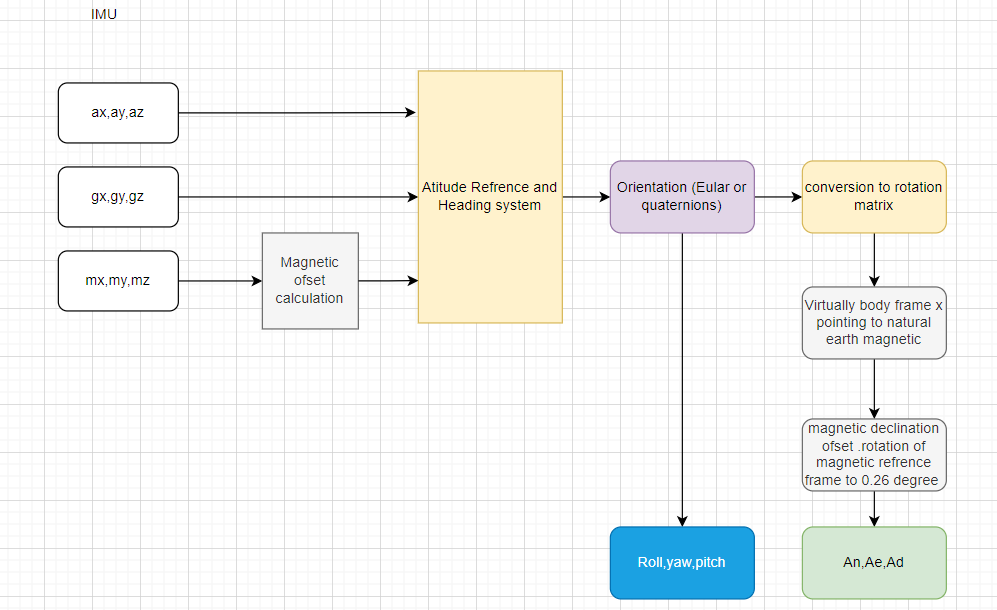 IMU
ax,ay,az
gx,gy,gz
mx,my,mz
Magnetic
ofset
calculation
Atitude Refrence and
Heading system
Orientation (Eular or
quaternions)
conversion to rotation
matrix
Virtually body frame x
pointing to natural
earth magnetic
magnetic declination
ofset .rotation of
magnetic refrence
frame to 0.26 degree
Roll,yaw,pitch
An,Ae,Ad